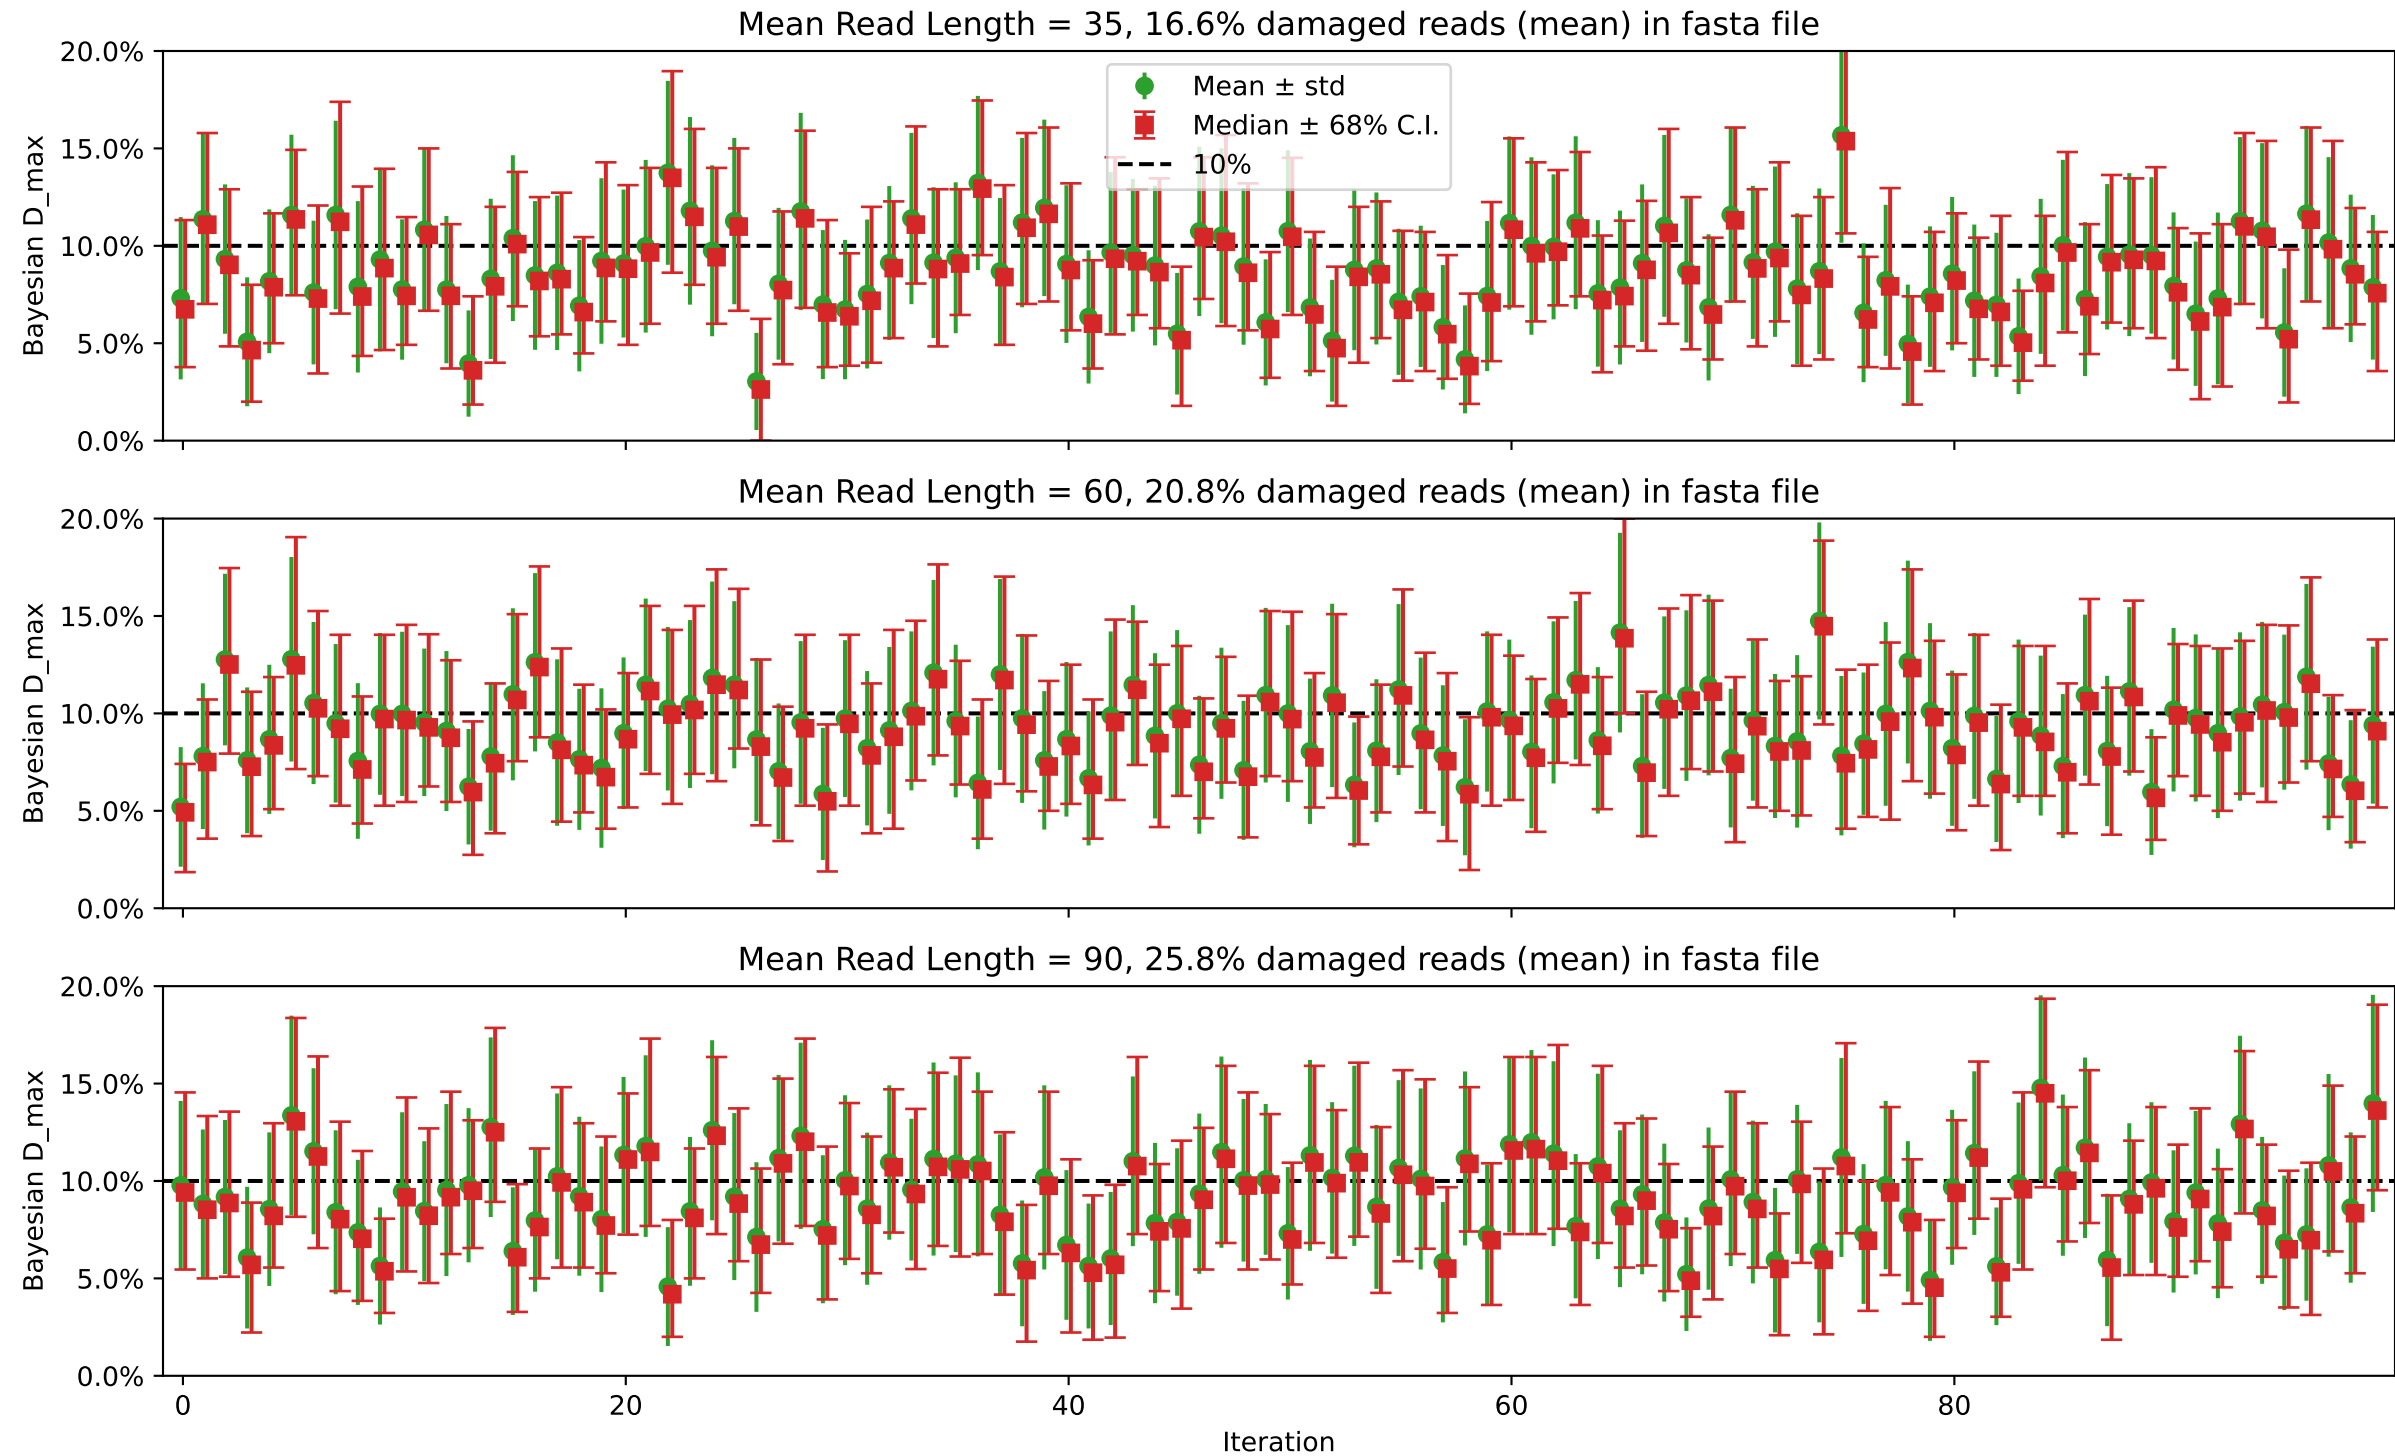 Mean Read Length = 35, 16.6% damaged reads (mean) in fasta file
20.0%
15.0%
10.0%
5.0%
0.0%
Bayesian D_max
Mean ± std
Median ± 68% C.I.
10%
Mean Read Length = 60, 20.8% damaged reads (mean) in fasta file
20.0%
15.0%
10.0%
5.0%
0.0%
Bayesian D_max
Mean Read Length = 90, 25.8% damaged reads (mean) in fasta file
20.0%
15.0%
10.0%
5.0%
0.0%
Bayesian D_max
0 20 40 60 80
Iteration